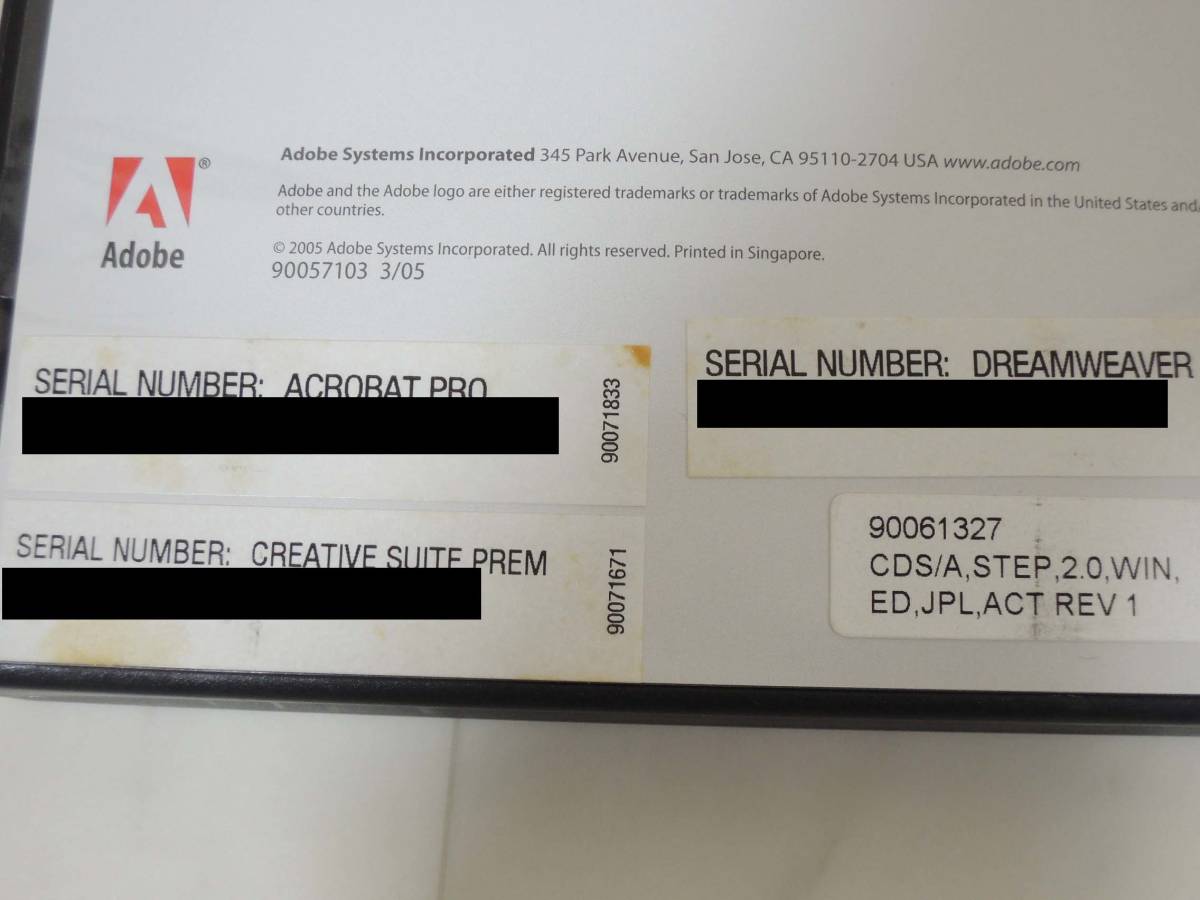 Adobe Systems Incorporated 345 Park Avenue, San Jose, CA 95110-2704 USA www.adobe.com
Adobe and the Adobe logo are either registered trademarks or trademarks of Adobe Systems Incorporated in the United States and/
other countries.
© 2005 Adobe Systems Incorporated. All rights reserved. Printed in Singapore.
90057103 3/05
®
Adobe
SERIAL NUMBER: ACROBAT PRO
90071833
SERIAL NUMBER: DREAMWEAVER
SERIAL NUMBER: CREATIVE SUITE PREM
90071671
90061327
CDS/A,STEP,2.0,WIN,
ED,JPL,ACT REV 1